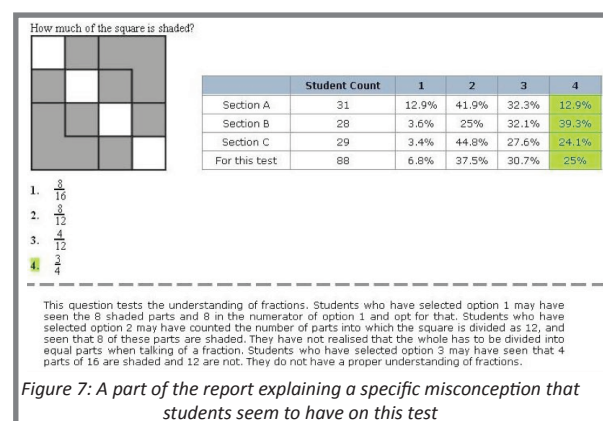 How much of the square is shaded?
Student Count 1 2 3 4
Section A 31 12.9% 41.9% 32.3% 12.9%
Section B 28 3.6% 25% 32.1% 39.3%
Section C 29 3.4% 44.8% 27.6% 24.1%
For this test 88 6.8% 37.5% 30.7% 25%
1. 8/16
2. 8/12
3. 4/12
4. 3/4
This question tests the understanding of fractions. Students who have selected option 1 may have
seen the 8 shaded parts and 8 in the numerator of option 1 and opt for that. Students who have
selected option 2 may have counted the number of parts into which the square is divided as 12, and
seen that 8 of these parts are shaded. They have not realised that the whole has to be divided into
equal parts when talking of a fraction. Students who have selected option 3 may have seen that 4
parts of 16 are shaded and 12 are not. They do not have a proper understanding of fractions.
Figure 7: A part of the report explaining a specific misconception that
students seem to have on this test